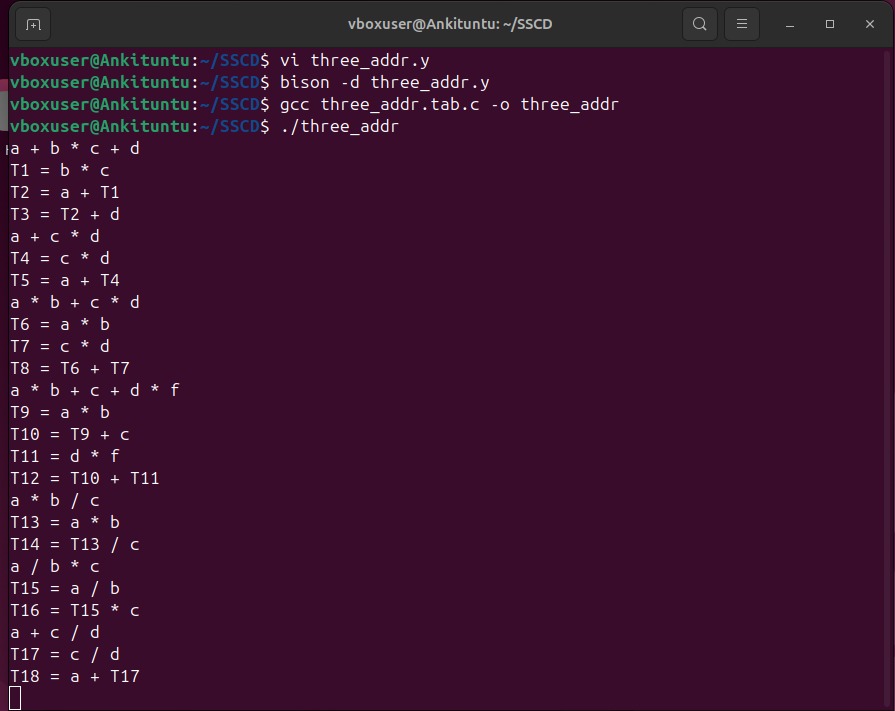 vboxuser@Ankituntu: ~/SSCD
vboxuser@Ankituntu:~/SSCD$ vi three_addr.y
vboxuser@Ankituntu:~/SSCD$ bison -d three_addr.y
vboxuser@Ankituntu:~/SSCD$ gcc three_addr.tab.c -o three_addr
vboxuser@Ankituntu:~/SSCD$ ./three_addr
a + b * c + d
T1 = b * c
T2 = a + T1
T3 = T2 + d
a + c * d
T4 = c * d
T5 = a + T4
a * b + c * d
T6 = a * b
T7 = c * d
T8 = T6 + T7
a * b + c + d * f
T9 = a * b
T10 = T9 + c
T11 = d * f
T12 = T10 + T11
a * b / c
T13 = a * b
T14 = T13 / c
a / b * c
T15 = a / b
T16 = T15 * c
a + c / d
T17 = c / d
T18 = a + T17